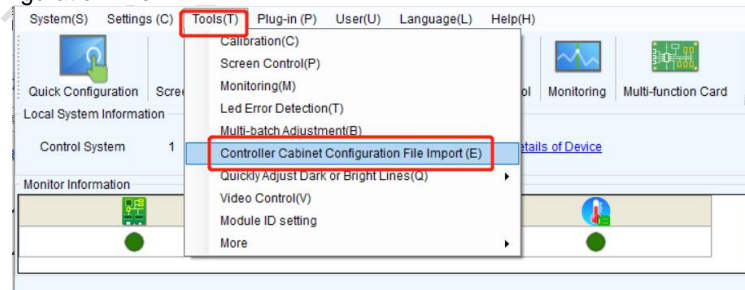 System(S) Settings (C) Tools(T) Plug-in (P) User(U) Language(L) Help(H)
Calibration(C)
Screen Control(P)
Monitoring(M)
Led Error Detection(T)
Multi-batch Adjustment(B)
Controller Cabinet Configuration File Import (E)
Quickly Adjust Dark or Bright Lines(Q)
Video Control(V)
Module ID setting
More
Quick Configuration Scre ol Monitoring Multi-function Card
Local System Information
Control System 1 etails of Device
Monitor Information